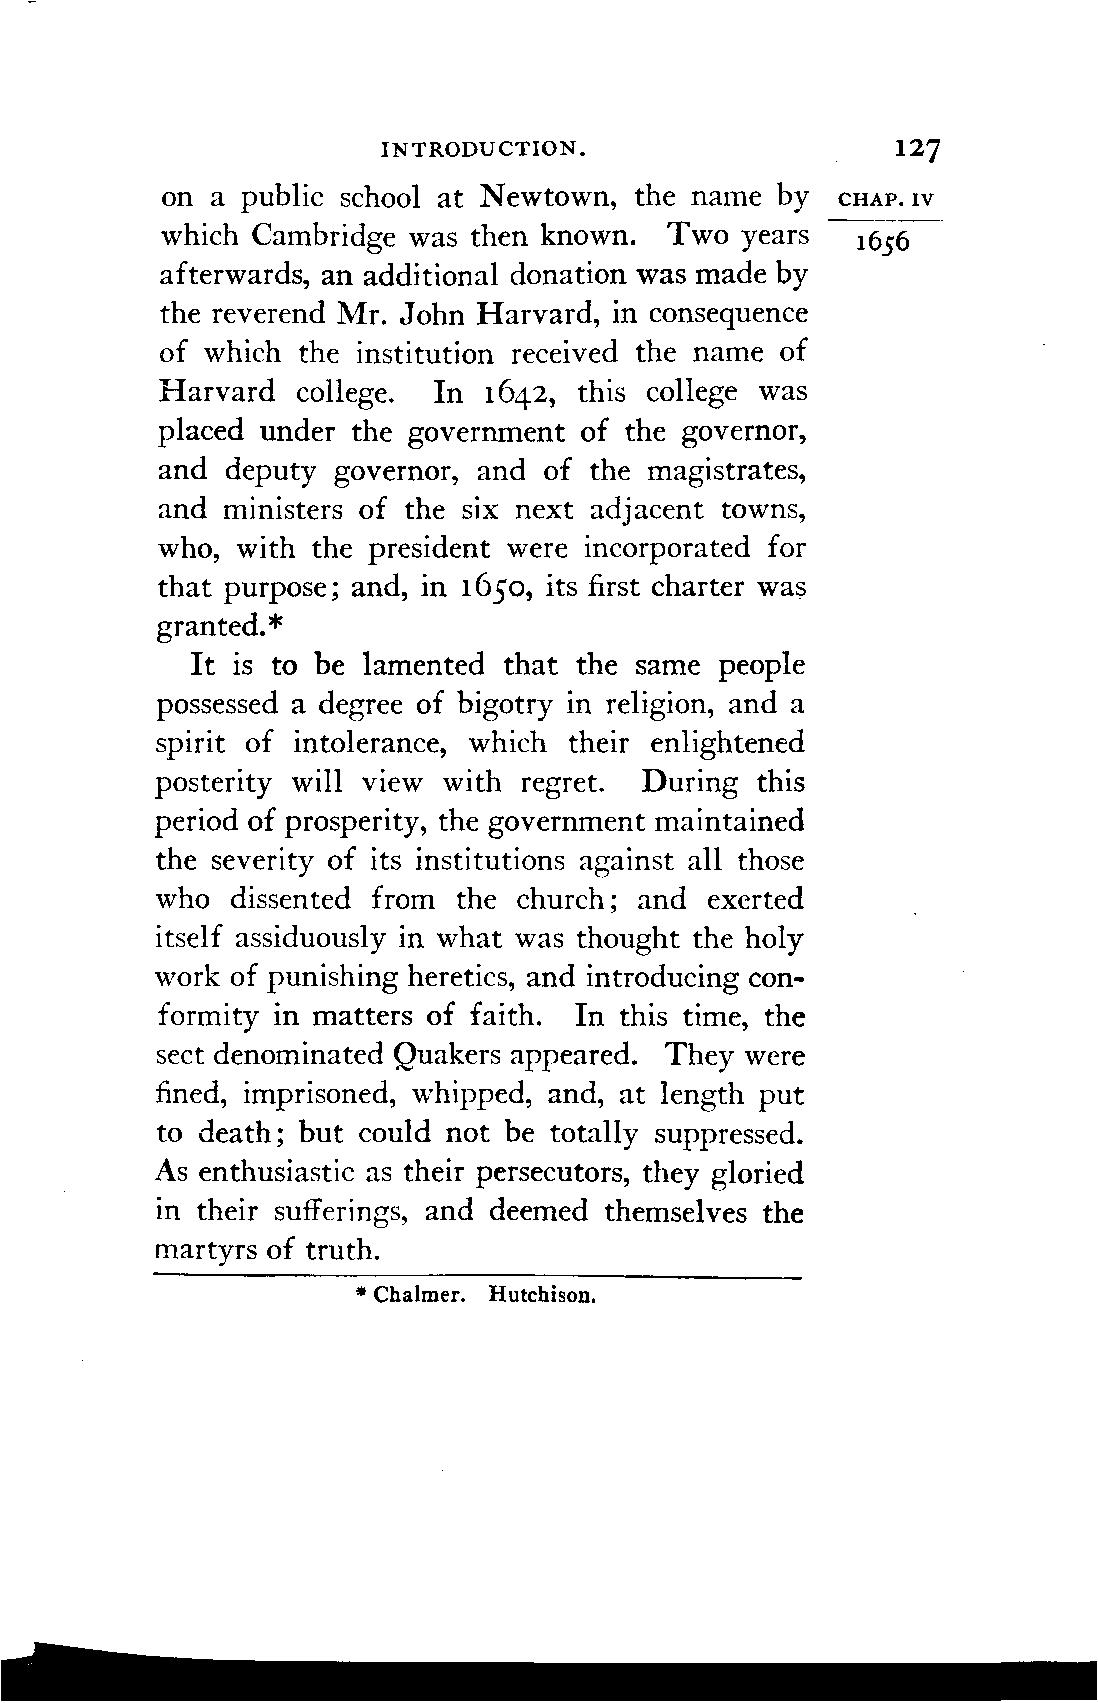 INTRODUCTION. 127
on a public school at Newtown, the name by
CHAP. IV
which Cambridge was then known. Two years
1656
afterwards, an additional donation was made by
the reverend Mr. John Harvard, in consequence
of which the institution received the name of
Harvard college. In 1642, this college was
placed under the government of the governor,
and deputy governor, and of the magistrates,
and ministers of the six next adjacent towns,
who, with the president were incorporated for
that purpose; and, in 1650, its first charter was
granted.*
It is to be lamented that the same people
possessed a degree of bigotry in religion, and a
spirit of intolerance, which their enlightened
posterity will view with regret. During this
period of prosperity, the government maintained
the severity of its institutions against all those
who dissented from the church; and exerted
itself assiduously in what was thought the holy
work of punishing heretics, and introducing con-
formity in matters of faith. In this time, the
sect denominated Quakers appeared. They were
fined, imprisoned, whipped, and, at length put
to death; but could not be totally suppressed.
As enthusiastic as their persecutors, they gloried
in their sufferings, and deemed themselves the
martyrs of truth.
* Chalmer. Hutchison.